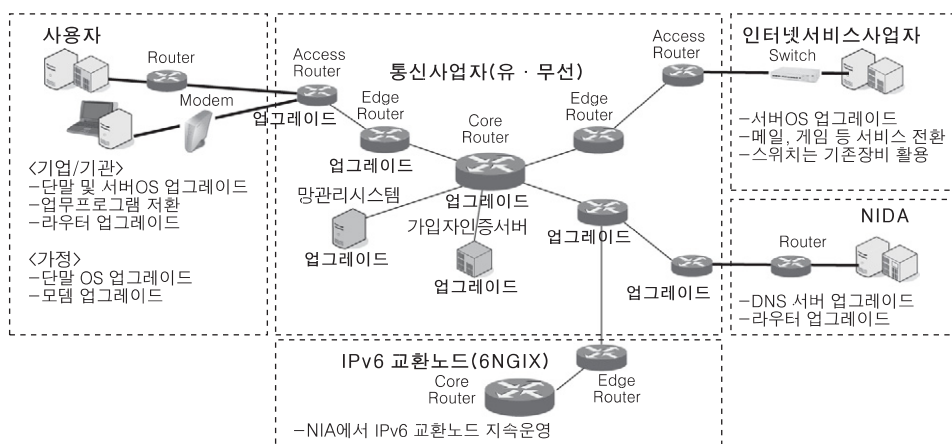 사용자
Router
Modem
<기업/기관>
-단말 및 서버OS 업그레이드
-업무프로그램 저환
-라우터 업그레이드
<가정>
-단말 OS 업그레이드
-모뎀 업그레이드
통신사업자(유·무선)
Access
Router
업그레이드
Edge
Router
업그레이드
Core
Router
업그레이드
망관리시스템
업그레이드
가입자인증서버
업그레이드
Edge
Router
Access
Router
업그레이드
업그레이드
인터넷서비스사업자
Switch
-서버OS 업그레이드
-메일, 게임 등 서비스 전환
-스위치는 기존장비 활용
NIDA
Router
-DNS 서버 업그레이드
-라우터 업그레이드
IPv6 교환노드(6NGIX)
Core
Router
Edge
Router
-NIA에서 IPv6 교환노드 지속운영